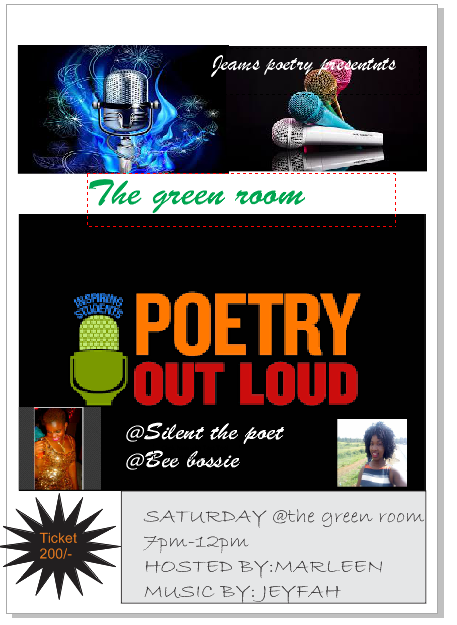 Jeams poetry presentnts
The green room
INSPIRING
STUDENTS
POETRY
OUT LOUD
@Silent the poet
@Bee bossie
Ticket
200/-
SATURDAY @the green room
7pm-12pm
HOSTED BY:MARLEEN
MUSIC BY: JEYFAH